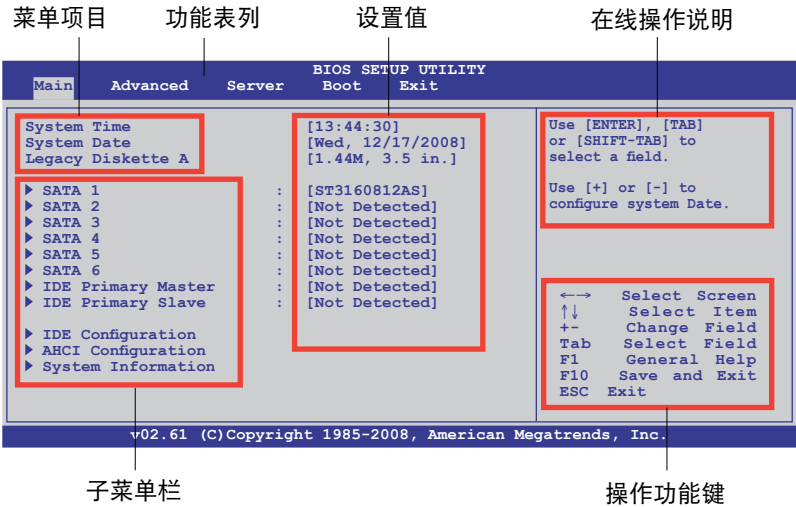 菜单项目 功能表列 设置值 在线操作说明
BIOS SETUP UTILITY
Main Advanced Server Boot Exit
System Time [13:44:30]
System Date [Wed, 12/17/2008]
Legacy Diskette A [1.44M, 3.5 in.]
SATA 1 : [ST3160812AS]
SATA 2 : [Not Detected]
SATA 3 : [Not Detected]
SATA 4 : [Not Detected]
SATA 5 : [Not Detected]
SATA 6 : [Not Detected]
IDE Primary Master : [Not Detected]
IDE Primary Slave : [Not Detected]
IDE Configuration
AHCI Configuration
System Information
Use [ENTER], [TAB]
or [SHIFT-TAB] to
select a field.
Use [+] or [-] to
configure system Date.
←→ Select Screen
↑↓ Select Item
+- Change Field
Tab Select Field
F1 General Help
F10 Save and Exit
ESC Exit
v02.61 (C)Copyright 1985-2008, American Megatrends, Inc.
子菜单栏 操作功能键